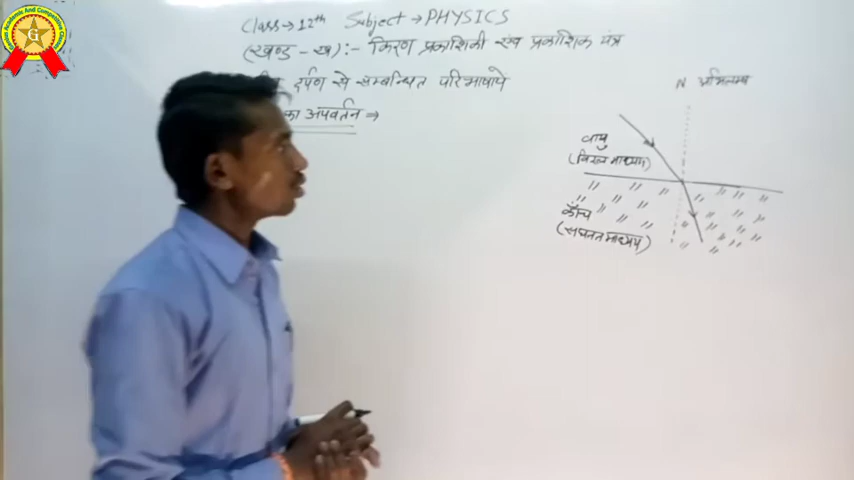 Class → 12th Subject → PHYSICS
(खण्ड - ख) :- किरण प्रकाशिकी एवं प्रकाशिक यंत्र
दर्पण से सम्बन्धित परिभाषाये
का अपवर्तन ⇒
N अभिलम्ब
वायु
(विरल माध्यम)
काँच
(सघनतमाध्यम)
G